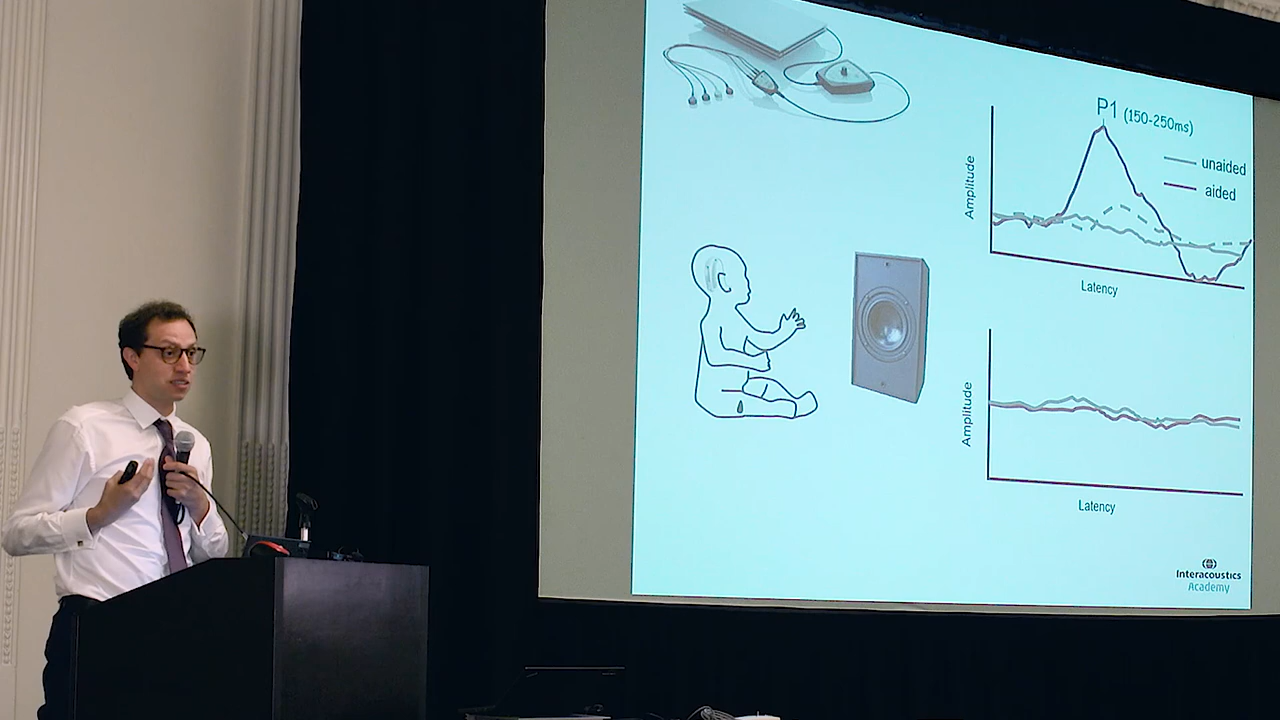 P1 (150-250ms)
unaided
aided
Amplitude
Latency
Amplitude
Latency
Interacoustics
Academy